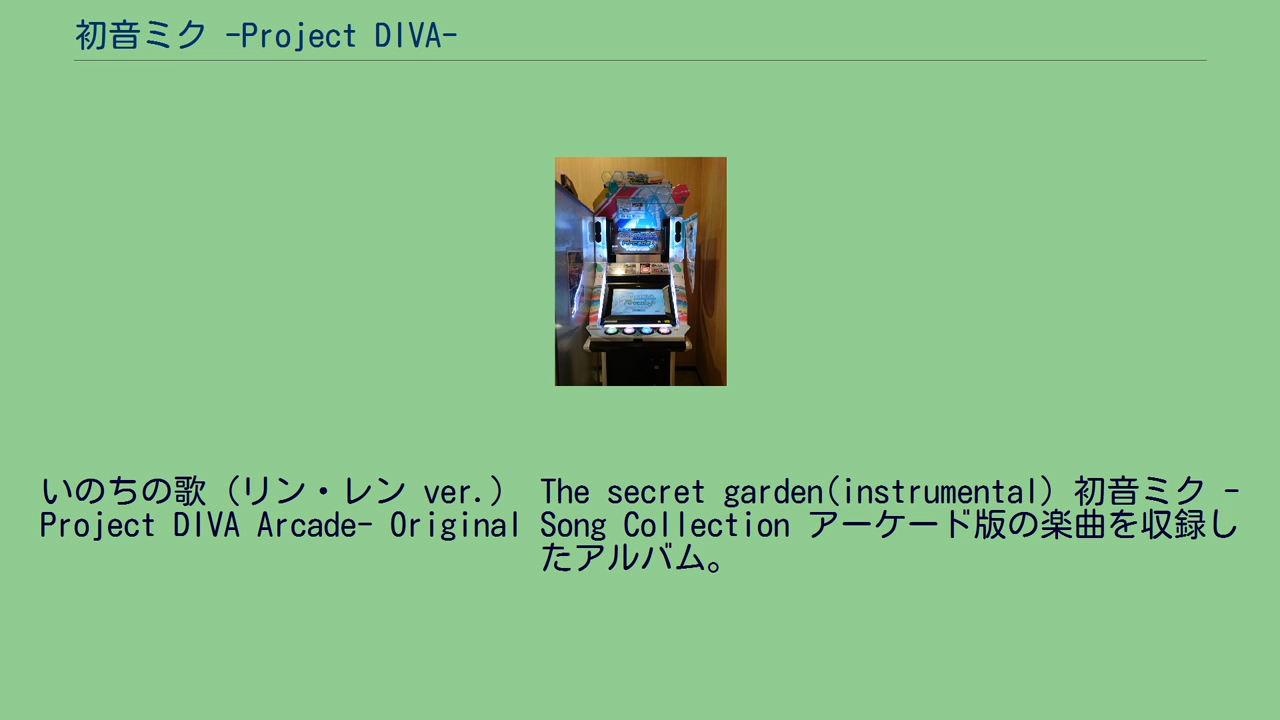 初音ミク -Project DIVA-
いのちの歌（リン・レン ver.） The secret garden(instrumental) 初音ミク -
Project DIVA Arcade- Original Song Collection アーケード版の楽曲を収録し
たアルバム。